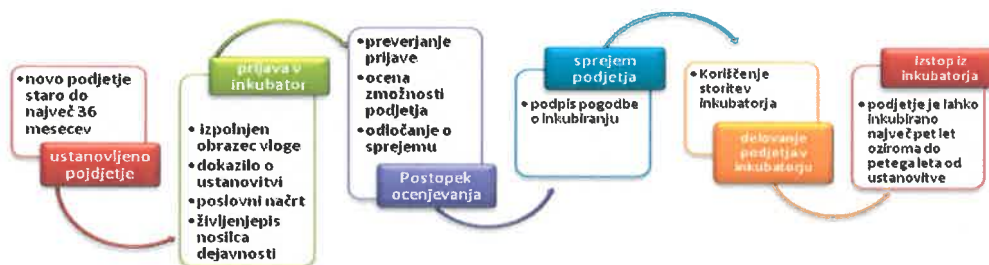 •novo podjetje
staro do
največ 36
mesecev
ustanovljeno
pojdjetje
prijava v
inkubator
•izpolnjen
obrazec vloge
•dokazilo o
ustanovitvi
•poslovni načrt
•življenjepis
nosilca
dejavnosti
•preverjanje
prijave
•ocena
zmožnosti
podjetja
•odločanje o
sprejemu
Postopek
ocenjevanja
sprejem
podjetja
•podpis pogodbe
o inkubiranju
•Koriščenje
storitev
inkubatorja
delovanje
podjetja v
inkubatorju
Izstop iz
inkubatorja
•podjetje je lahko
inkubirano
največ pet let
oziroma do
petega leta od
ustanovitve